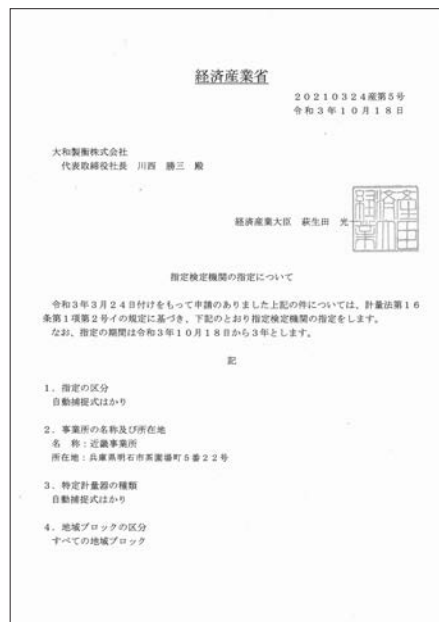 経済産業省
20210324産第5号
令和3年10月18日
大和製衡株式会社
代表取締役社長 川西 勝三 殿
経済産業大臣 萩生田 光一
指定検定機関の指定について
令和3年3月24日付けをもって申請のありました上記の件については、計量法第16
条第1項第2号イの規定に基づき、下記のとおり指定検定機関の指定をします。
なお、指定の期間は令和3年10月18日から3年とします。
記
1．指定の区分
自動捕捉式はかり
2．事業所の名称及び所在地
名 称：近畿事業所
所在地：兵庫県明石市茶園場町5番22号
3．特定計量器の種類
自動捕捉式はかり
4．地域ブロックの区分
すべての地域ブロック